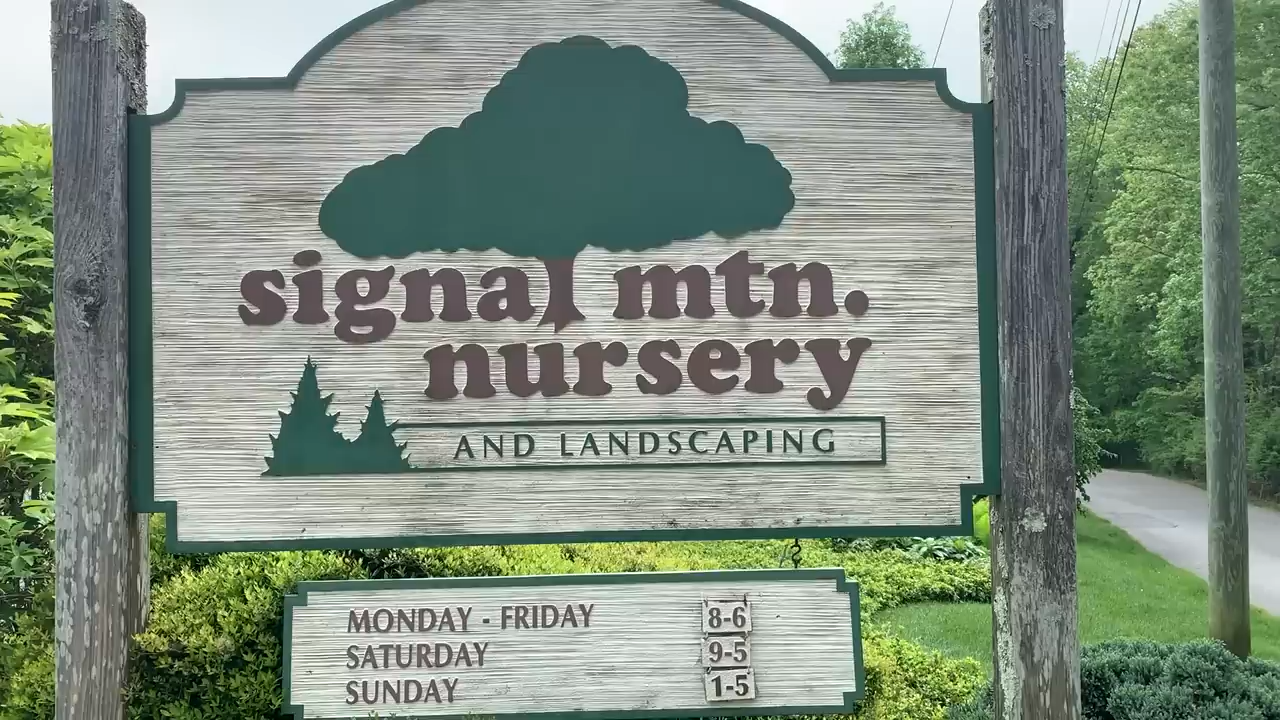 signal mtn.
nursery
AND LANDSCAPING
MONDAY - FRIDAY 8-6
SATURDAY 9-5
SUNDAY 1-5